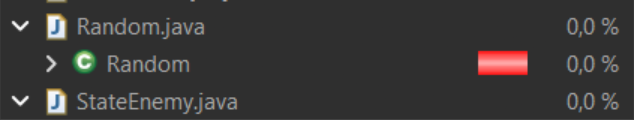 Random.java 0,0 %
Random 0,0 %
StateEnemy.java 0,0 %